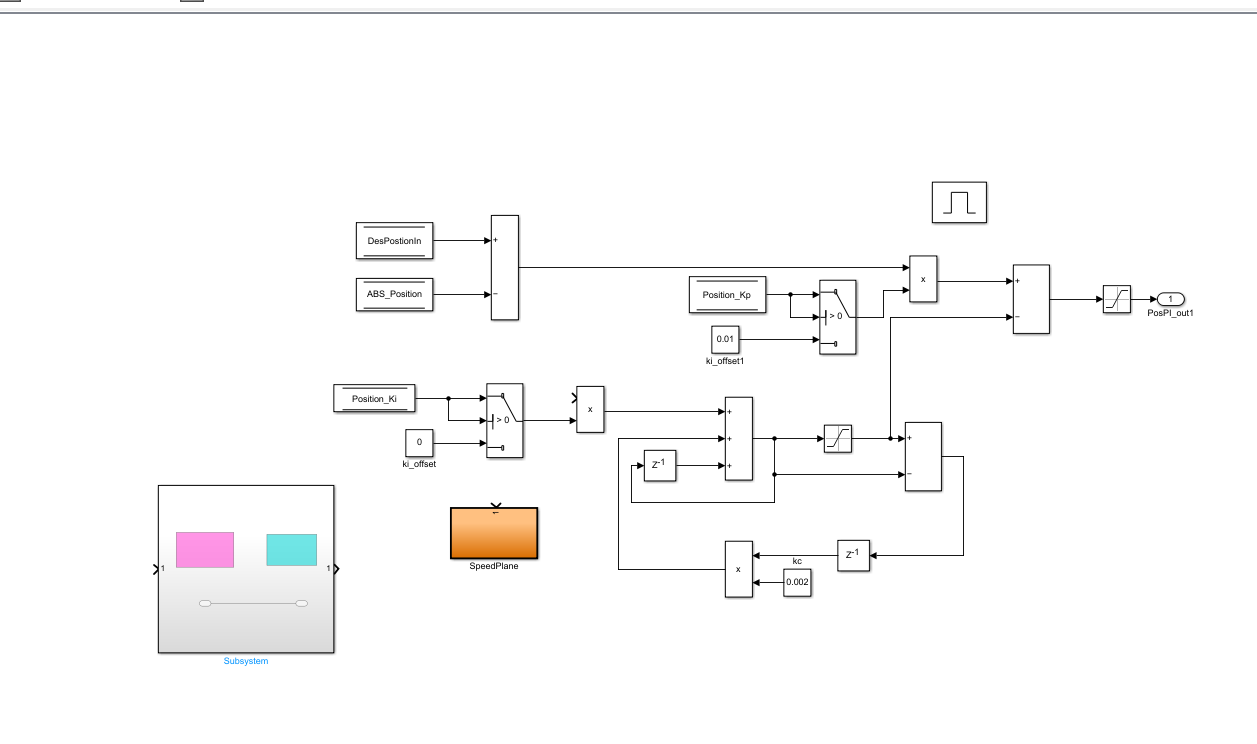 DesPostionIn
+
ABS_Position
−
Position_Kp
> 0
0.01
ki_offset1
x
+
−
1
PosPI_out1
Position_Ki
> 0
0
ki_offset
x
+
+
+
Z-1
+
−
SpeedPlane
x
Z-1
kc
0.002
1
1
Subsystem